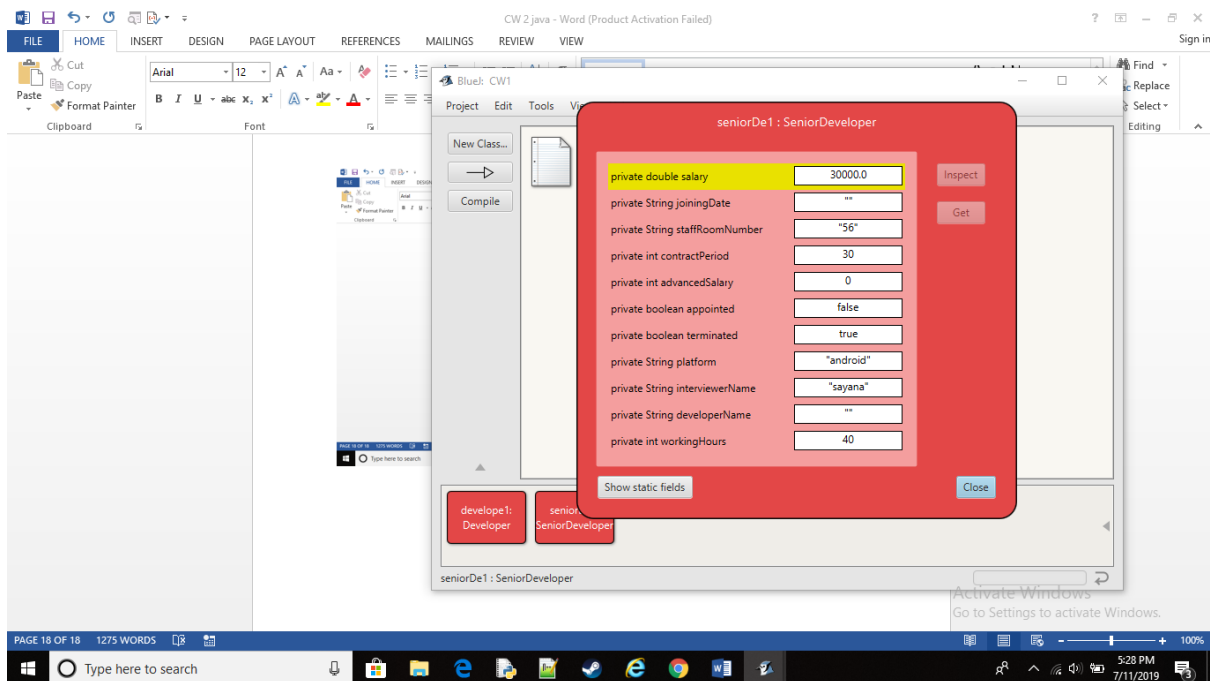 CW 2 java - Word (Product Activation Failed)
FILE HOME INSERT DESIGN PAGE LAYOUT REFERENCES MAILINGS REVIEW VIEW Sign in
Cut
Copy
Format Painter
Paste
Clipboard
Arial 12
Font
Find
Replace
Select
Editing
BlueJ: CW1
Project Edit Tools
New Class...
Compile
seniorDe1 : SeniorDeveloper
private double salary 30000.0
private String joiningDate ""
private String staffRoomNumber "56"
private int contractPeriod 30
private int advancedSalary 0
private boolean appointed false
private boolean terminated true
private String platform "android"
private String interviewerName "sayana"
private String developerName ""
private int workingHours 40
Inspect
Get
Show static fields
Close
develope1:
Developer
senior
SeniorDeveloper
seniorDe1 : SeniorDeveloper
Activate Windows
Go to Settings to activate Windows.
PAGE 18 OF 18 1275 WORDS 100%
Type here to search
5:28 PM
7/11/2019